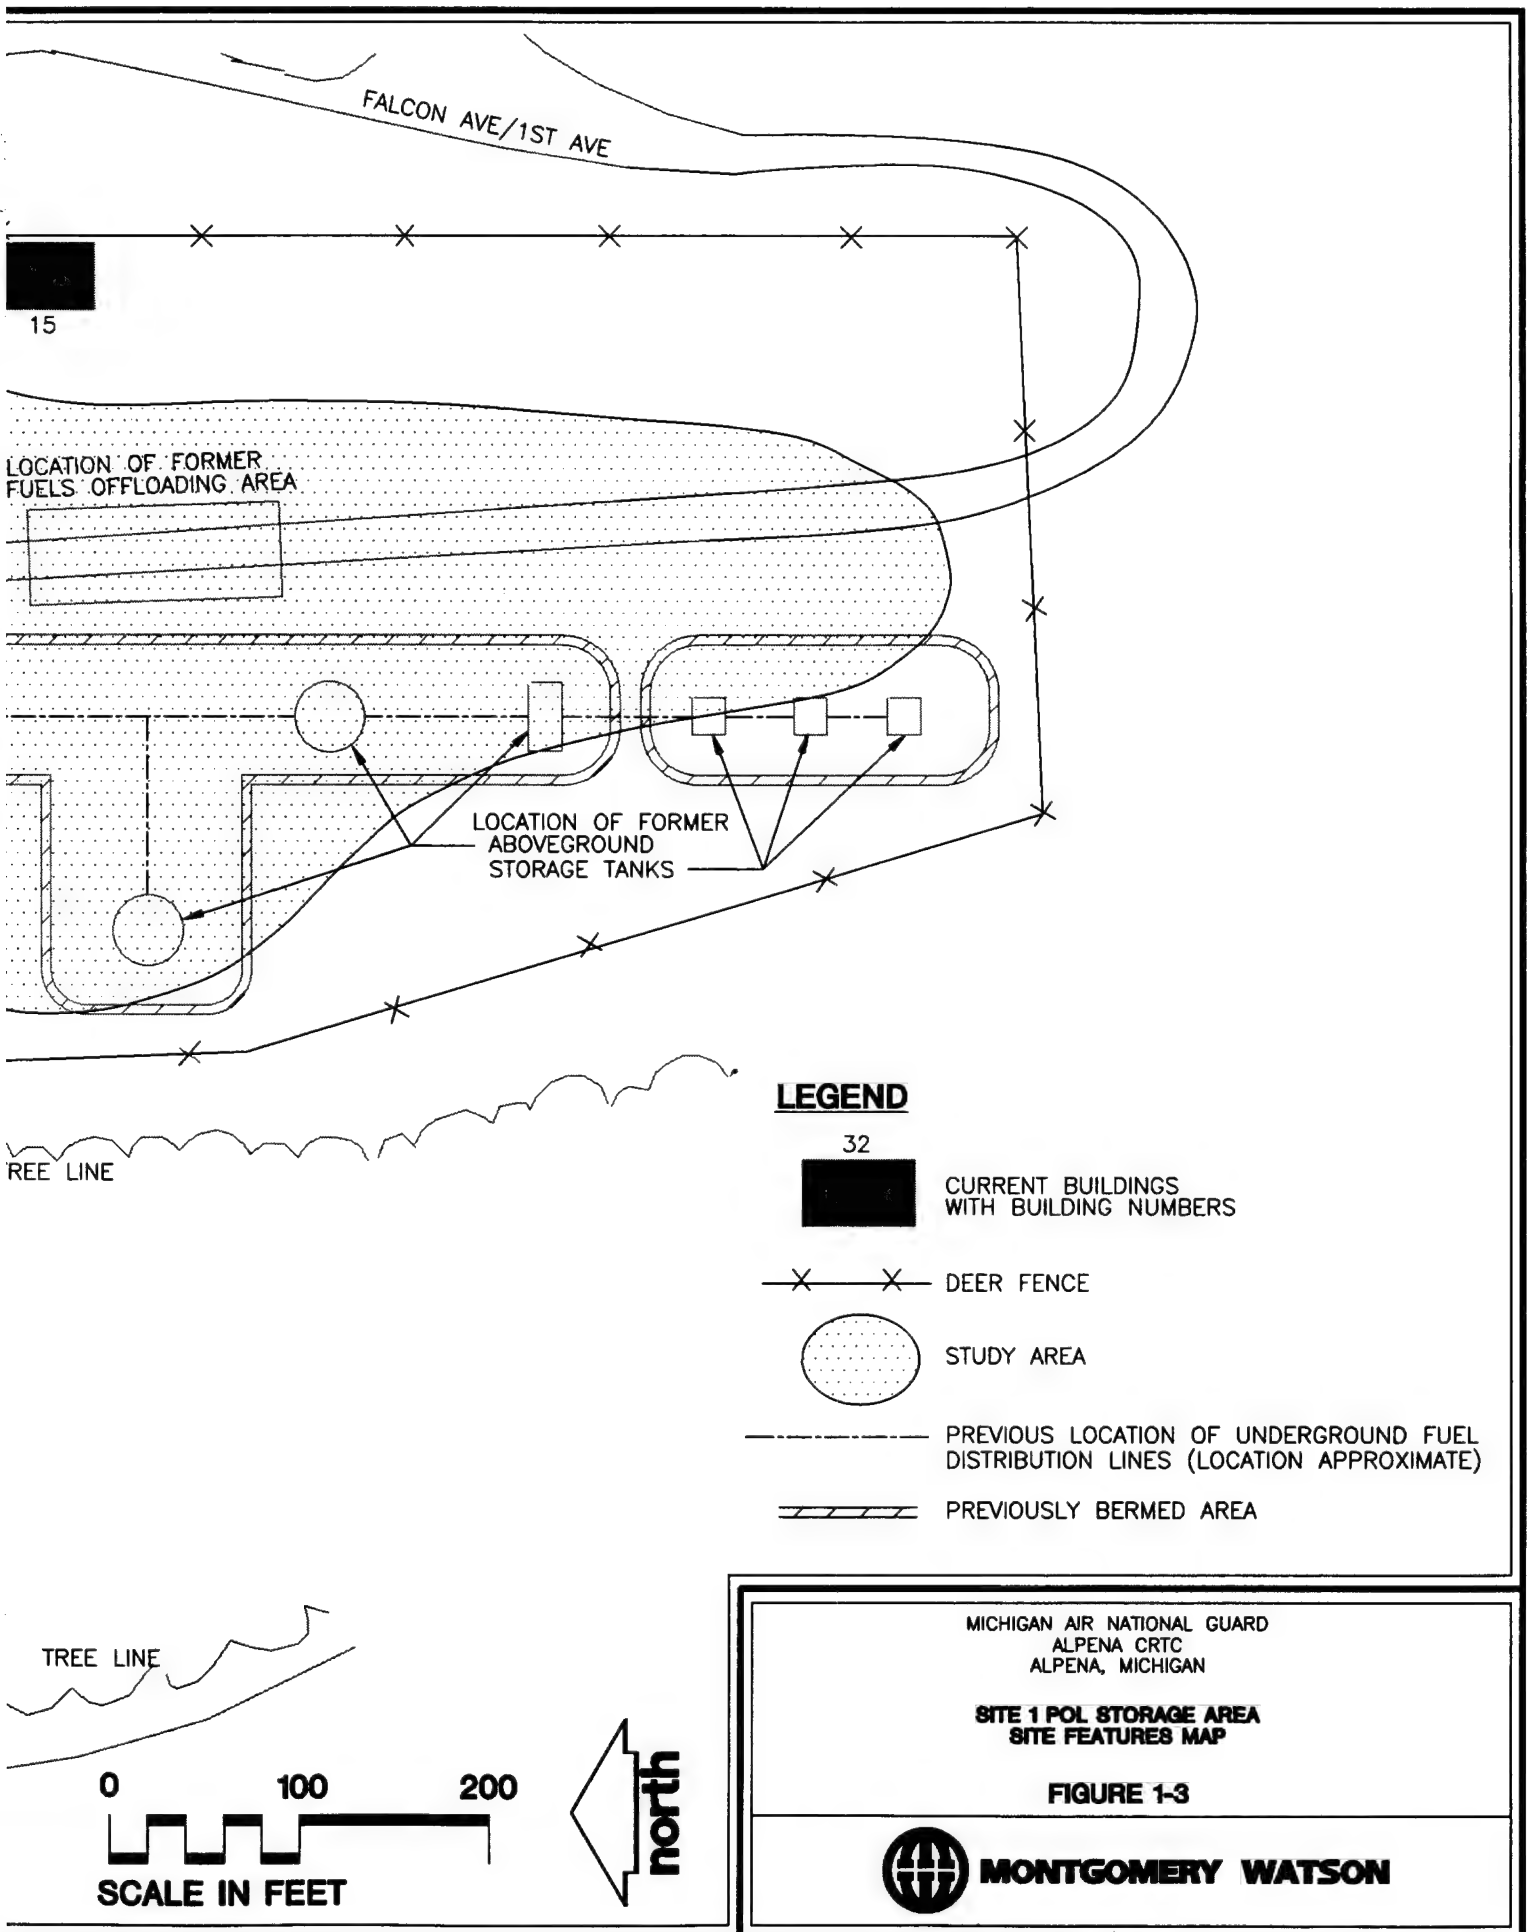 FALCON AVE/1ST AVE
15
LOCATION OF FORMER
FUELS OFFLOADING AREA
LOCATION OF FORMER
ABOVEGROUND
STORAGE TANKS
REE LINE
LEGEND
32
CURRENT BUILDINGS
WITH BUILDING NUMBERS
DEER FENCE
STUDY AREA
PREVIOUS LOCATION OF UNDERGROUND FUEL
DISTRIBUTION LINES (LOCATION APPROXIMATE)
PREVIOUSLY BERMED AREA
TREE LINE
0 100 200
SCALE IN FEET
north
MICHIGAN AIR NATIONAL GUARD
ALPENA CRTC
ALPENA, MICHIGAN
SITE 1 POL STORAGE AREA
SITE FEATURES MAP
FIGURE 1-3
MONTGOMERY WATSON